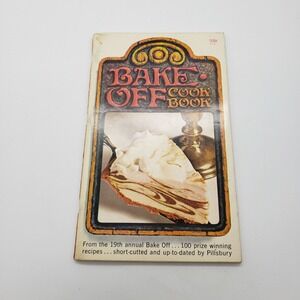 BAKE·
OFF COOK
BOOK
From the 19th annual Bake Off . . . 100 prize winning
recipes . . . short-cutted and up-to-dated by Pillsbury